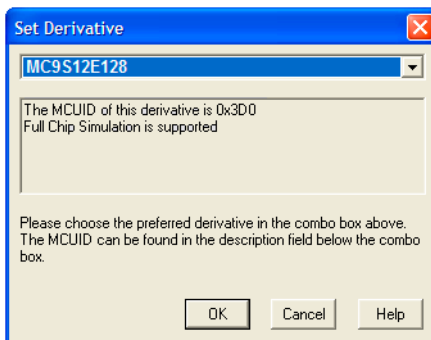 Set Derivative
MC9S12E128
The MCUID of this derivative is 0x3D0
Full Chip Simulation is supported
Please choose the preferred derivative in the combo box above.
The MCUID can be found in the description field below the combo
box.
OK Cancel Help